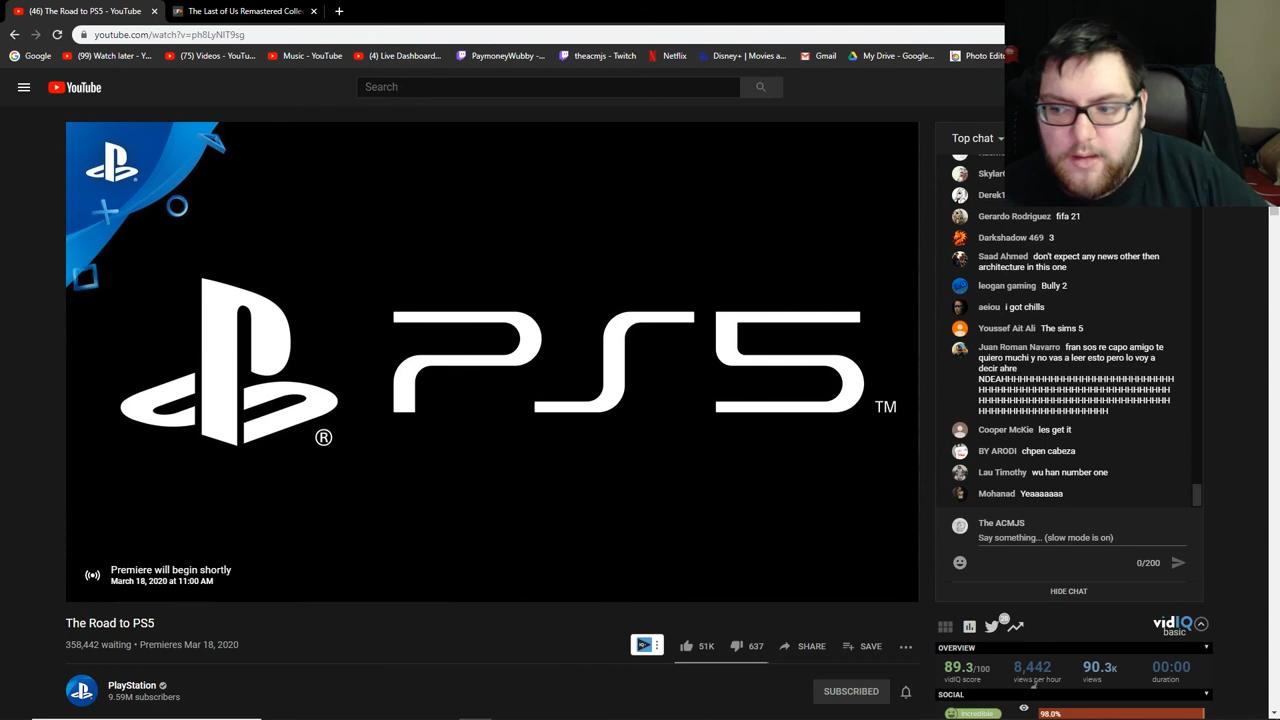 (46) The Road to PS5 - YouTube
The Last of Us Remastered Colle
youtube.com/watch?v=ph8LyNIT9sg
Google
(99) Watch later - Y...
(75) Videos - YouTu...
Music - YouTube
(4) Live Dashboar...
PaymoneyWubby -...
theacmjs - Twitch
Netflix
Disney+ | Movies a...
Gmail
My Drive - Google...
Photo Edit
YouTube
Search
PS5 TM
®
Premiere will begin shortly
March 18, 2020 at 11:00 AM
The Road to PS5
358,442 waiting • Premieres Mar 18, 2020
51K
637
SHARE
SAVE
PlayStation
9.59M subscribers
SUBSCRIBED
Top chat
Derek1
Gerardo Rodriguez fifa 21
Darkshadow 469 3
Saad Ahmed don't expect any news other then
architecture in this one
leogan gaming Bully 2
aeiou i got chills
Youssef Ait Ali The sims 5
Juan Roman Navarro fran sos re capo amigo te
quiero muchi y no vas a leer esto pero lo voy a
decir ahre
Cooper McKie les get it
BY ARODI chpen cabeza
Lau Timothy wu han number one
Mohanad Yeaaaaaaa
The ACMJS
Say something... (slow mode is on)
0/200
HIDE CHAT
28
vidIQ
basic
OVERVIEW
89.3/100
vidIQ score
8,442
views per hour
90.3K
views
00:00
duration
SOCIAL
Incredible
98.0%